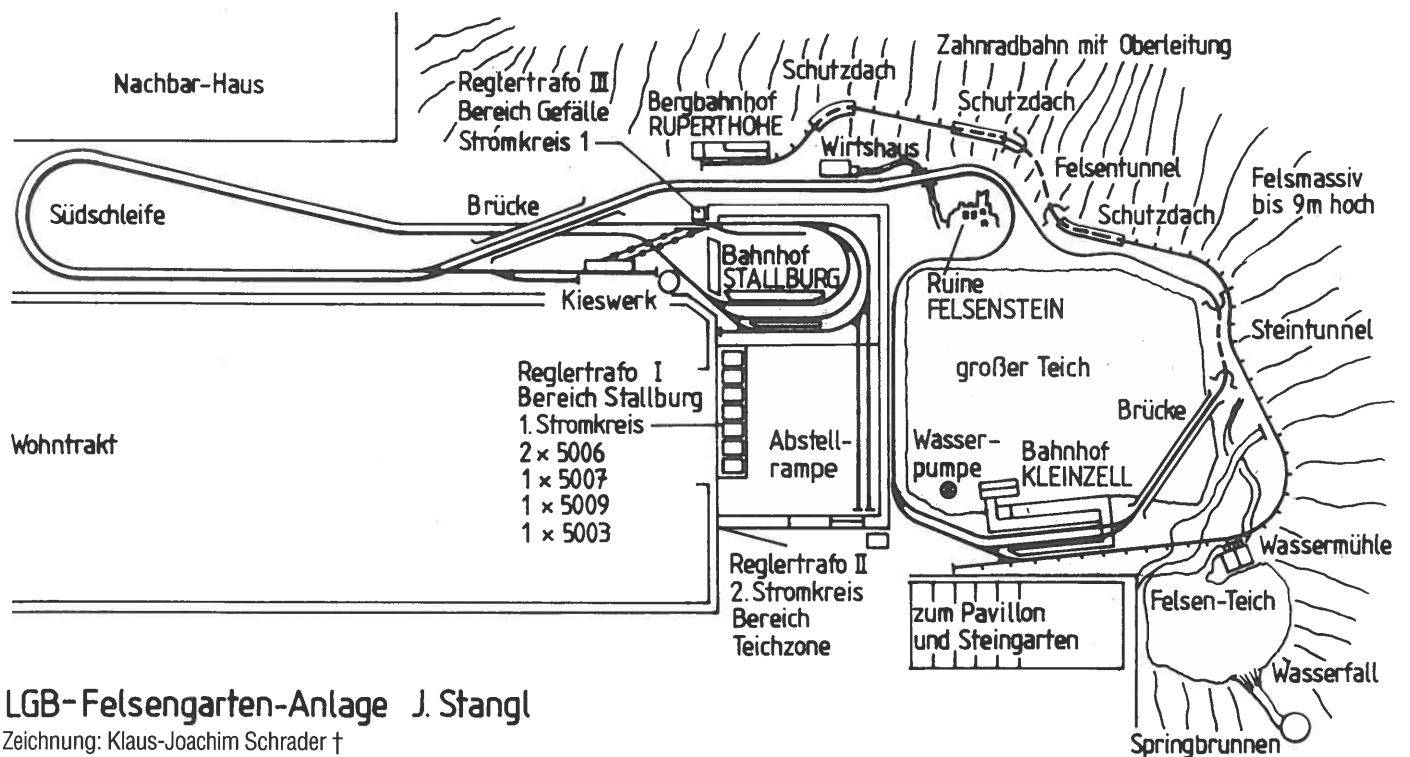 Nachbar-Haus
Reglertrafo III
Bereich Gefälle
Stromkreis 1
Bergbahnhof
RUPERTHÖHE
Schutzdach
Zahnradbahn mit Oberleitung
Schutzdach
Wirtshaus
Felsentunnel
Schutzdach
Felsmassiv
bis 9m hoch
Südschleife
Brücke
Bahnhof
STALLBURG
Kieswerk
Ruine
FELSENSTEIN
Steintunnel
großer Teich
Reglertrafo I
Bereich Stallburg
1. Stromkreis
2 × 5006
1 × 5007
1 × 5009
1 × 5003
Wohntrakt
Abstell-
rampe
Wasser-
pumpe
Bahnhof
KLEINZELL
Brücke
Reglertrafo II
2. Stromkreis
Bereich
Teichzone
zum Pavillon
und Steingarten
Wassermühle
Felsen-Teich
Wasserfall
Springbrunnen
LGB-Felsengarten-Anlage J. Stangl
Zeichnung: Klaus-Joachim Schrader †